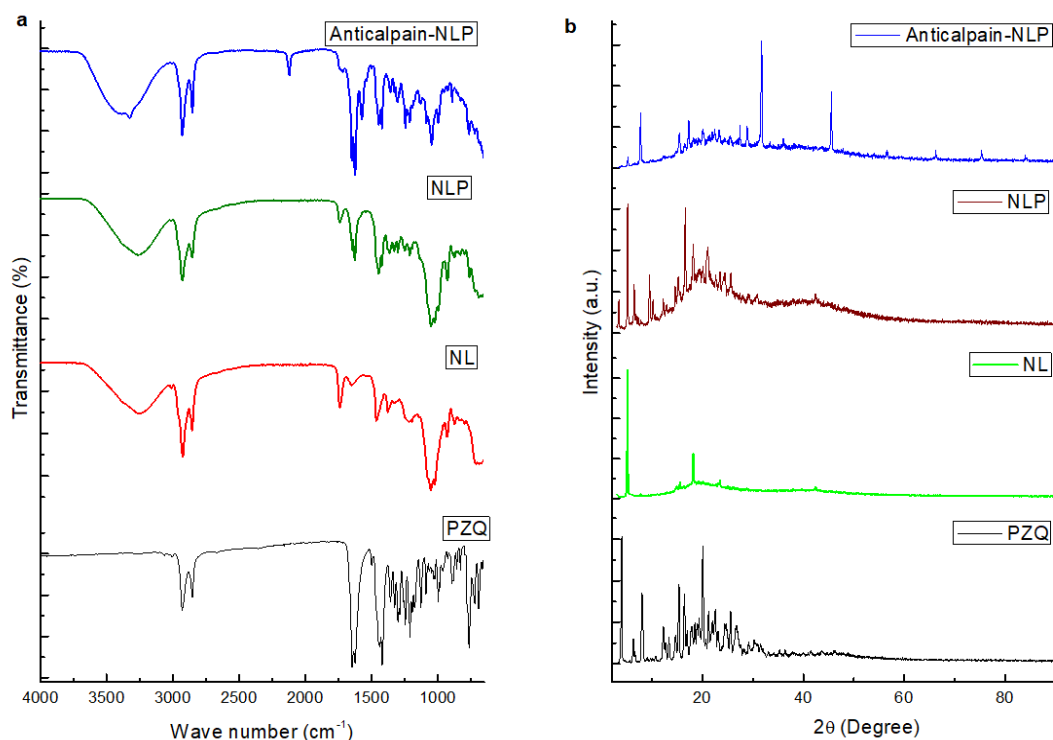 a
Anticalpain-NLP
NLP
NL
PZQ
Transmittance (%)
4000 3500 3000 2500 2000 1500 1000
Wave number (cm⁻¹)
b
Anticalpain-NLP
NLP
NL
PZQ
Intensity (a.u.)
20 40 60 80
2θ (Degree)